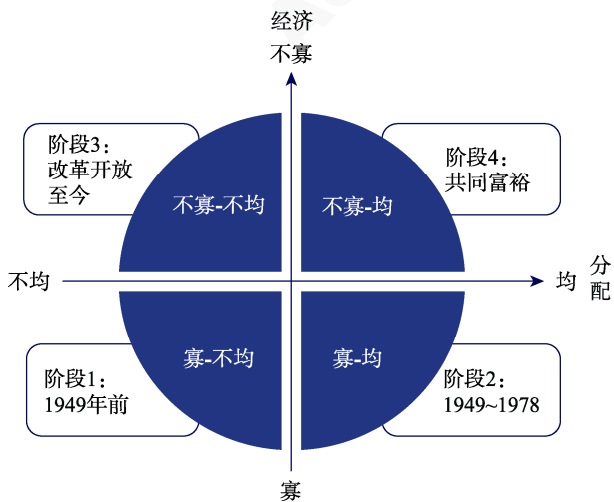 经济
不寡
阶段3：
改革开放
至今
阶段4：
共同富裕
不寡-不均
不寡-均
不均
均
分
配
寡-不均
寡-均
阶段1：
1949年前
阶段2：
1949~1978
寡